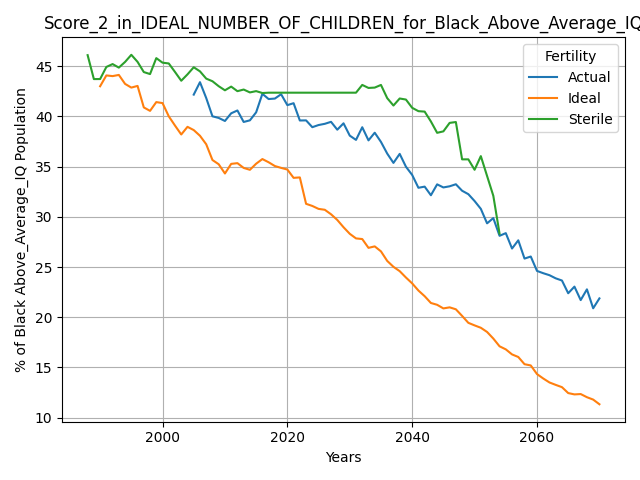 Score_2_in_IDEAL_NUMBER_OF_CHILDREN_for_Black_Above_Average_IQ
Fertility
Actual
Ideal
Sterile
% of Black Above_Average_IQ Population
45
40
35
30
25
20
15
10
2000
2020
2040
2060
Years